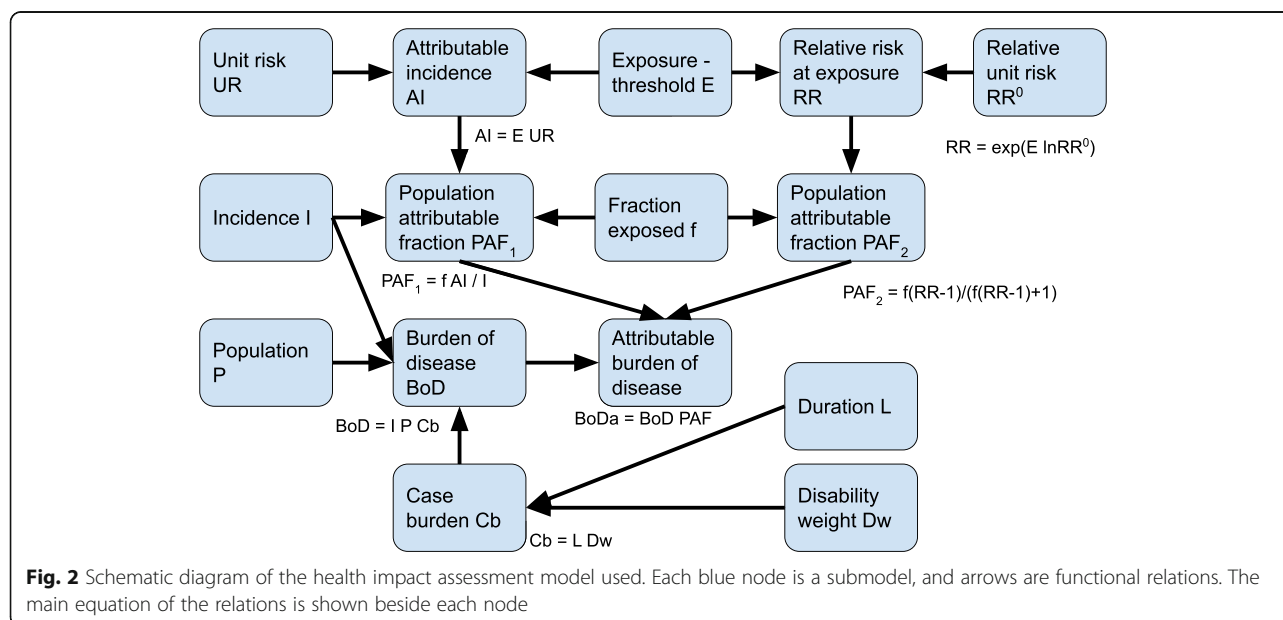 Unit risk
UR
Attributable
incidence
AI
Exposure -
threshold E
Relative risk
at exposure
RR
Relative
unit risk
RR⁰
AI = E UR
RR = exp(E lnRR⁰)
Incidence I
Population
attributable
fraction PAF₁
Fraction
exposed f
Population
attributable
fraction PAF₂
PAF₁ = f AI / I
PAF₂ = f(RR-1)/(f(RR-1)+1)
Population
P
Burden of
disease
BoD
Attributable
burden of
disease
Duration L
BoD = I P Cb
BoDa = BoD PAF
Case
burden Cb
Disability
weight Dw
Cb = L Dw
Fig. 2 Schematic diagram of the health impact assessment model used. Each blue node is a submodel, and arrows are functional relations. The
main equation of the relations is shown beside each node